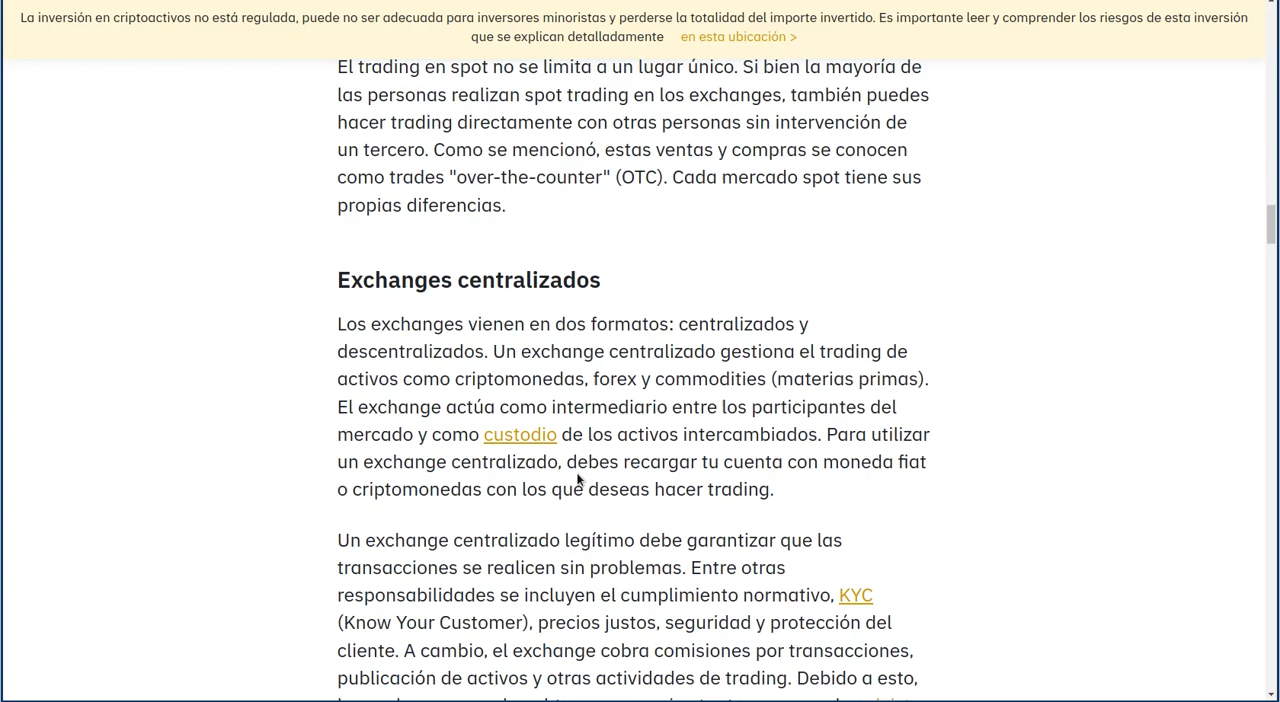 La inversión en criptoactivos no está regulada, puede no ser adecuada para inversores minoristas y perderse la totalidad del importe invertido. Es importante leer y comprender los riesgos de esta inversión
que se explican detalladamente en esta ubicación >
El trading en spot no se limita a un lugar único. Si bien la mayoría de
las personas realizan spot trading en los exchanges, también puedes
hacer trading directamente con otras personas sin intervención de
un tercero. Como se mencionó, estas ventas y compras se conocen
como trades "over-the-counter" (OTC). Cada mercado spot tiene sus
propias diferencias.
Exchanges centralizados
Los exchanges vienen en dos formatos: centralizados y
descentralizados. Un exchange centralizado gestiona el trading de
activos como criptomonedas, forex y commodities (materias primas).
El exchange actúa como intermediario entre los participantes del
mercado y como custodio de los activos intercambiados. Para utilizar
un exchange centralizado, debes recargar tu cuenta con moneda fiat
o criptomonedas con los que deseas hacer trading.
Un exchange centralizado legítimo debe garantizar que las
transacciones se realicen sin problemas. Entre otras
responsabilidades se incluyen el cumplimiento normativo, KYC
(Know Your Customer), precios justos, seguridad y protección del
cliente. A cambio, el exchange cobra comisiones por transacciones,
publicación de activos y otras actividades de trading. Debido a esto,